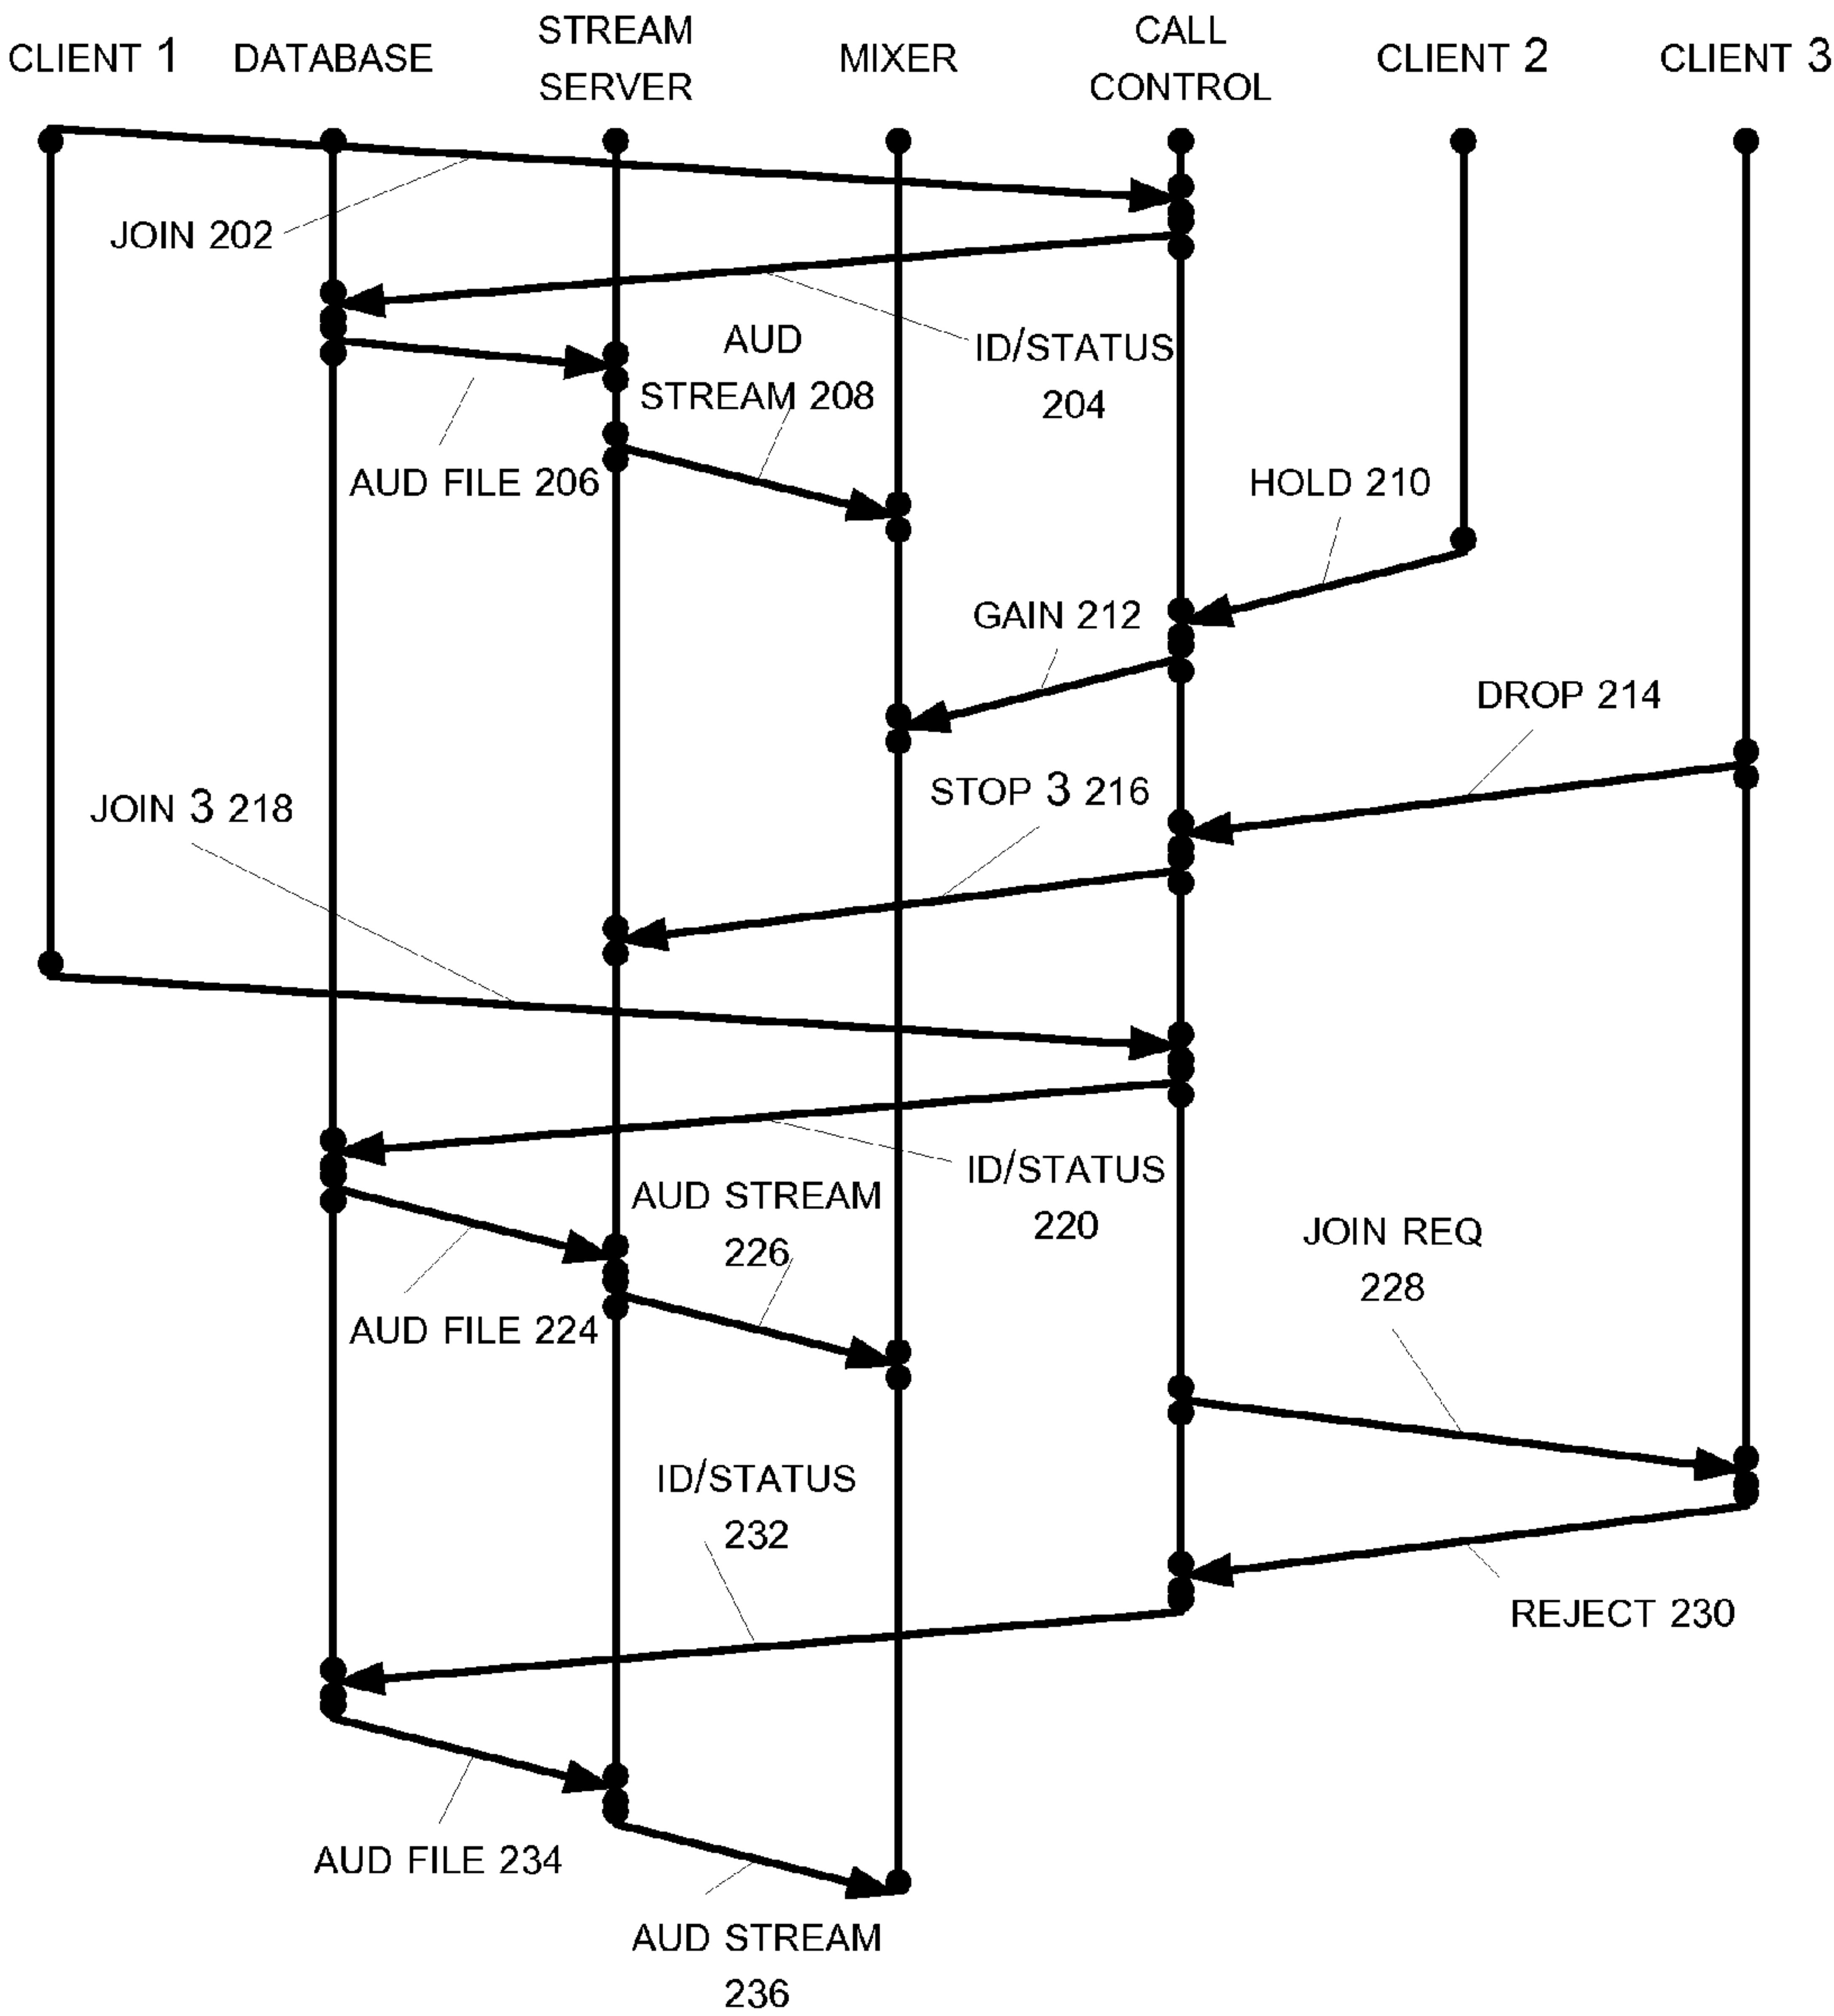 CLIENT 1
DATABASE
STREAM
SERVER
MIXER
CALL
CONTROL
CLIENT 2
CLIENT 3
JOIN 202
ID/STATUS
204
AUD
STREAM 208
AUD FILE 206
HOLD 210
GAIN 212
DROP 214
STOP 3 216
JOIN 3 218
ID/STATUS
220
AUD STREAM
226
AUD FILE 224
JOIN REQ
228
ID/STATUS
232
REJECT 230
AUD FILE 234
AUD STREAM
236